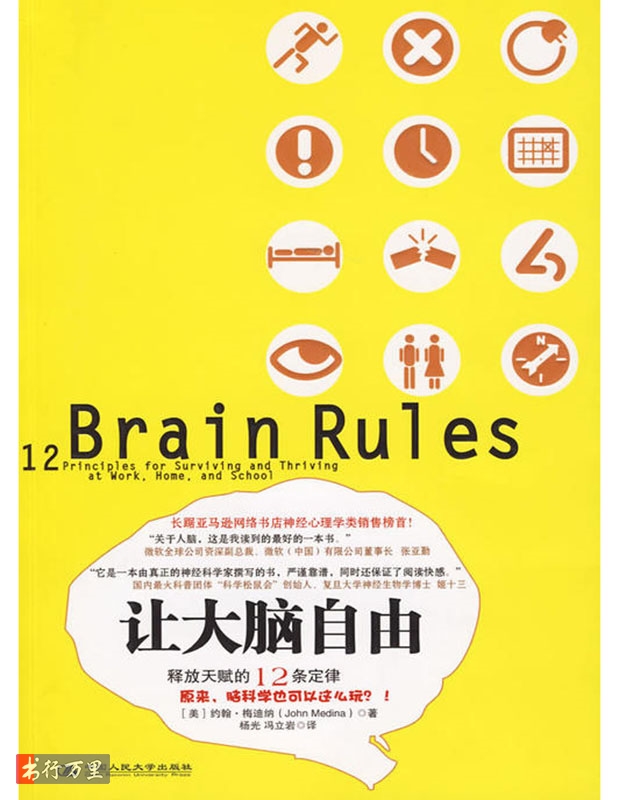 N
Brain Rules
12 Principles for Surviving and Thriving
at Work, Home, and School
长踞亚马逊网络书店神经心理学类销售榜首!
“关于人脑，这是我读到的最好的一本书。”
微软全球公司资深副总裁、微软（中国）有限公司董事长 张亚勤
“它是一本由真正的神经科学家撰写的书，严谨靠谱，同时还保证了阅读快感。”
国内最火科普团体“科学松鼠会”创始人、复旦大学神经生物学博士 姬十三
让大脑自由
释放天赋的12条定律
原来，脑科学也可以这么玩？！
[美] 约翰·梅迪纳（John Medina）著
杨光 冯立岩 译
人民大学出版社
University Press
书行万里